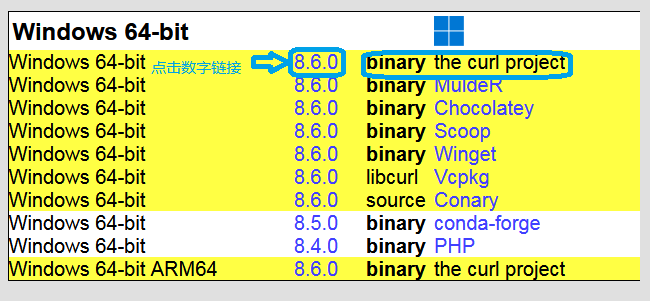 Windows 64-bit
Windows 64-bit 点击数字链接 8.6.0 binary the curl project
Windows 64-bit 8.6.0 binary MuldeR
Windows 64-bit 8.6.0 binary Chocolatey
Windows 64-bit 8.6.0 binary Scoop
Windows 64-bit 8.6.0 binary Winget
Windows 64-bit 8.6.0 libcurl Vcpkg
Windows 64-bit 8.6.0 source Conary
Windows 64-bit 8.5.0 binary conda-forge
Windows 64-bit 8.4.0 binary PHP
Windows 64-bit ARM64 8.6.0 binary the curl project